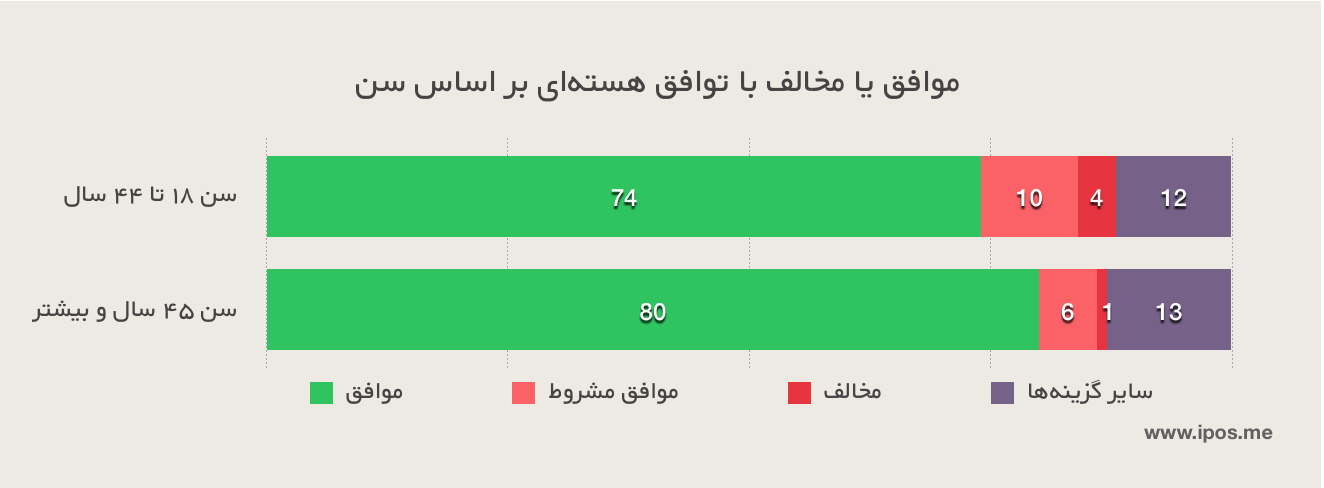 موافق یا مخالف با توافق هسته‌ای بر اساس سن
سن ۱۸ تا ۴۴ سال
74 10 4 12
سن ۴۵ سال و بیشتر
80 6 1 13
موافق
موافق مشروط
مخالف
سایر گزینه‌ها
www.ipos.me